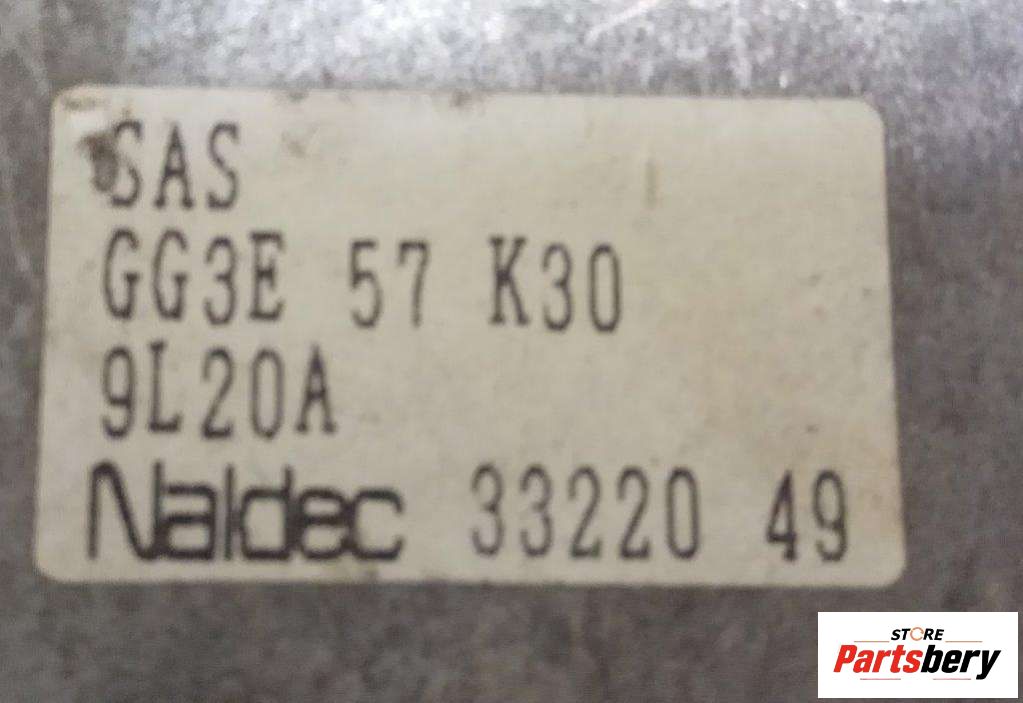 SAS
GG3E 57 K30
9L20A
Naldec 33220 49
STORE
Partsbery